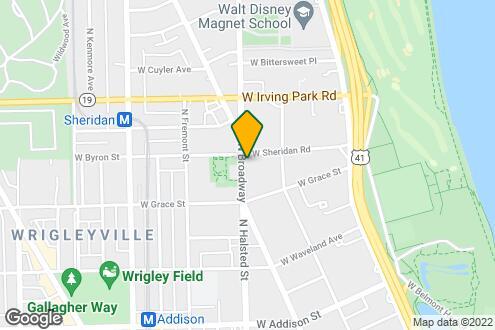 Walt Disney
Magnet School
W Bittersweet Pl
Wildwood Ave
N Kenmore Ave
W Cuyler Ave
W Irving Park Rd
19
N Fremont St
Sheridan M
W Sheridan Rd
41
W Byron St
N Broadway
W Grace St
W Grace St
WRIGLEYVILLE
N Halsted St
W Waveland Ave
Wrigley Field
Gallagher Way
W Belmont H
Google
M Addison
W Addison St
Map data ©2022